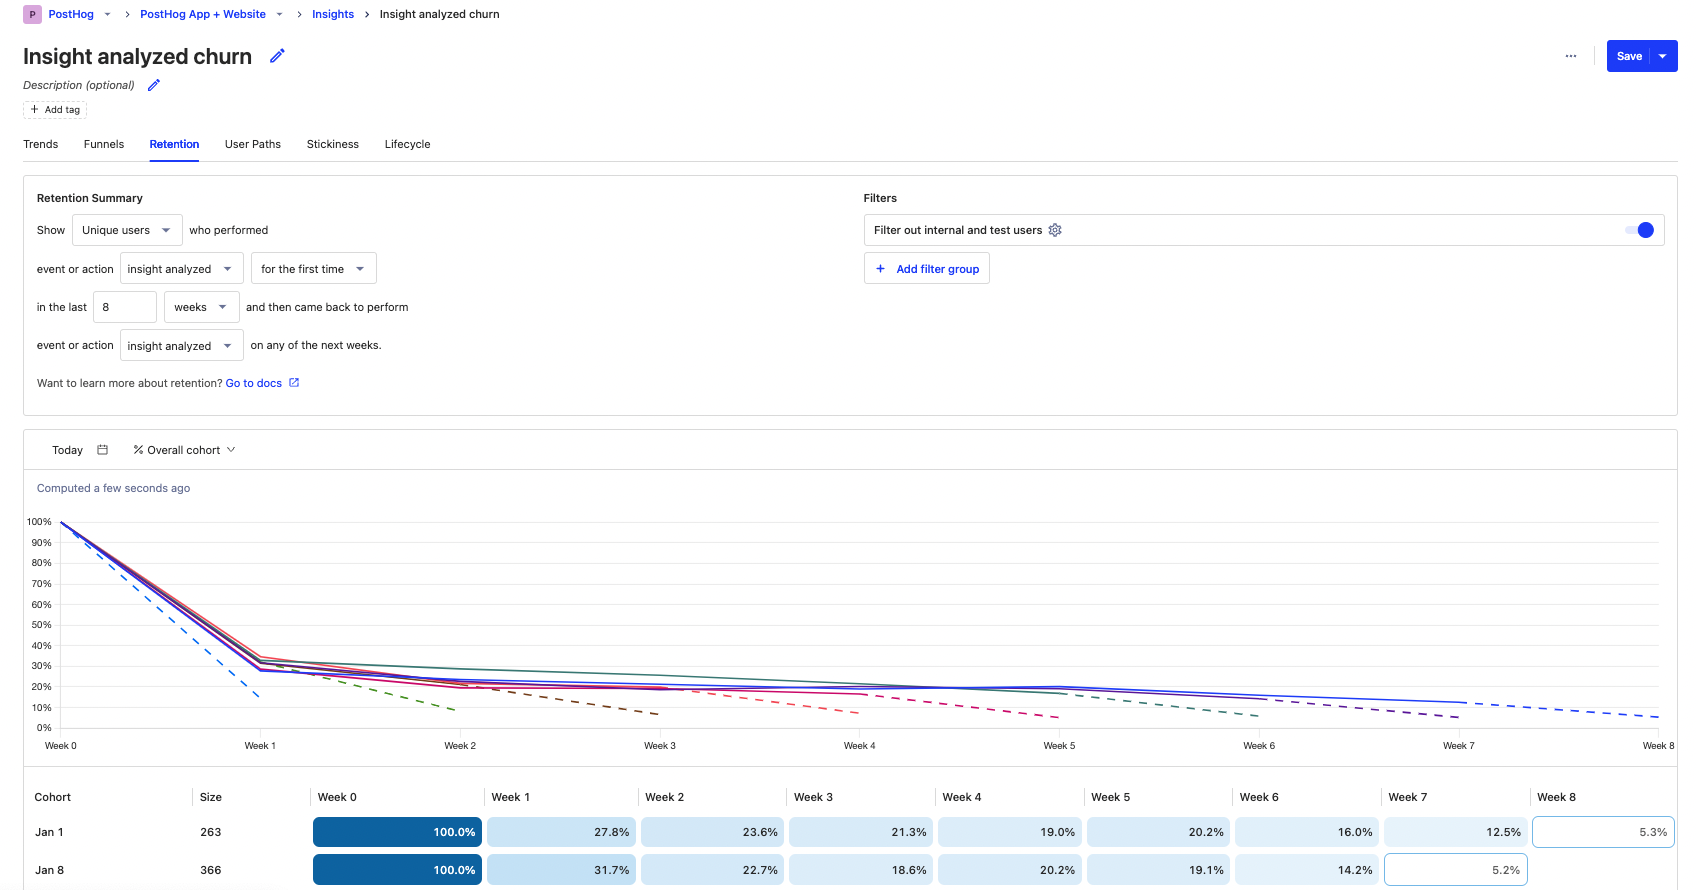 P PostHog PostHog App + Website Insights Insight analyzed churn
Insight analyzed churn
Save
Description (optional)
+ Add tag
Trends Funnels Retention User Paths Stickiness Lifecycle
Retention Summary
Show Unique users who performed
event or action insight analyzed for the first time
in the last 8 weeks and then came back to perform
event or action insight analyzed on any of the next weeks.
Want to learn more about retention? Go to docs
Filters
Filter out internal and test users
+ Add filter group
Today % Overall cohort
Computed a few seconds ago
100%
90%
80%
70%
60%
50%
40%
30%
20%
10%
0%
Week 0 Week 1 Week 2 Week 3 Week 4 Week 5 Week 6 Week 7 Week 8
Cohort Size Week 0 Week 1 Week 2 Week 3 Week 4 Week 5 Week 6 Week 7 Week 8
Jan 1 263 100.0% 27.8% 23.6% 21.3% 19.0% 20.2% 16.0% 12.5% 5.3%
Jan 8 366 100.0% 31.7% 22.7% 18.6% 20.2% 19.1% 14.2% 5.2%